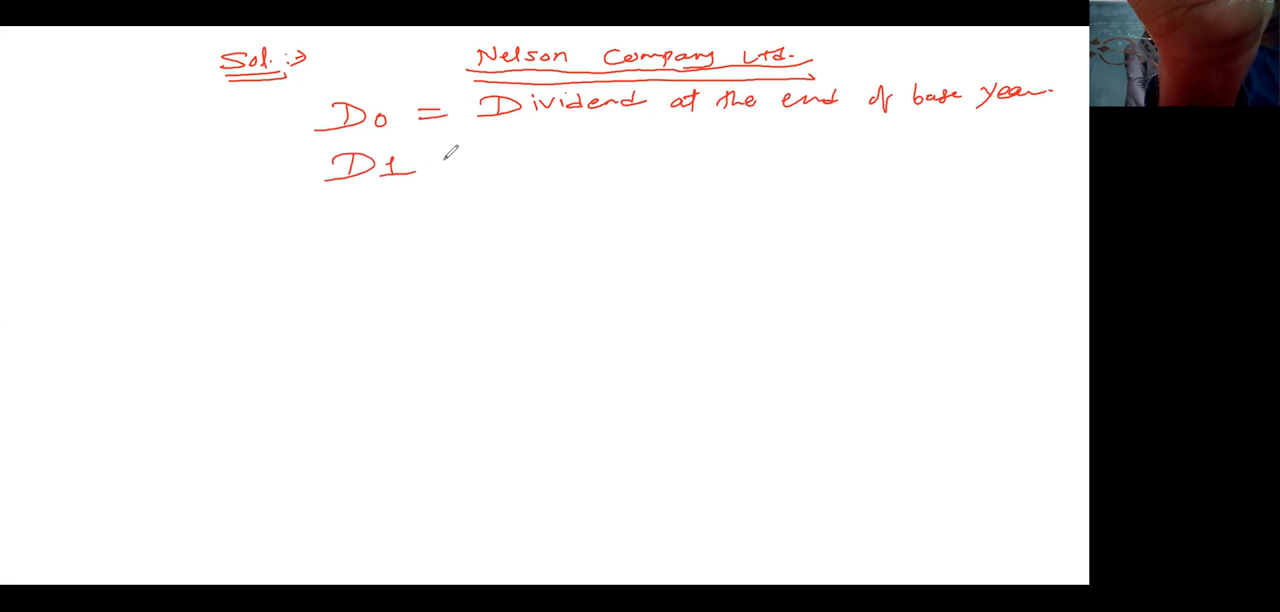 Sol. :→ Nelson Company Ltd.
D0 = Dividend at the end of base year.
D1